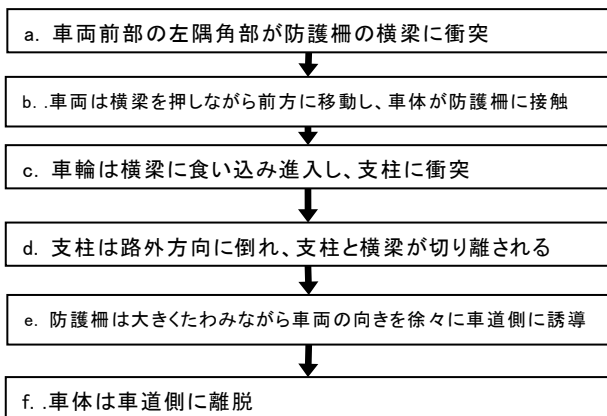 a. 車両前部の左隅角部が防護柵の横梁に衝突
b. .車両は横梁を押しながら前方に移動し、車体が防護柵に接触
c. 車輪は横梁に食い込み進入し、支柱に衝突
d. 支柱は路外方向に倒れ、支柱と横梁が切り離される
e. 防護柵は大きくたわみながら車両の向きを徐々に車道側に誘導
f. .車体は車道側に離脱